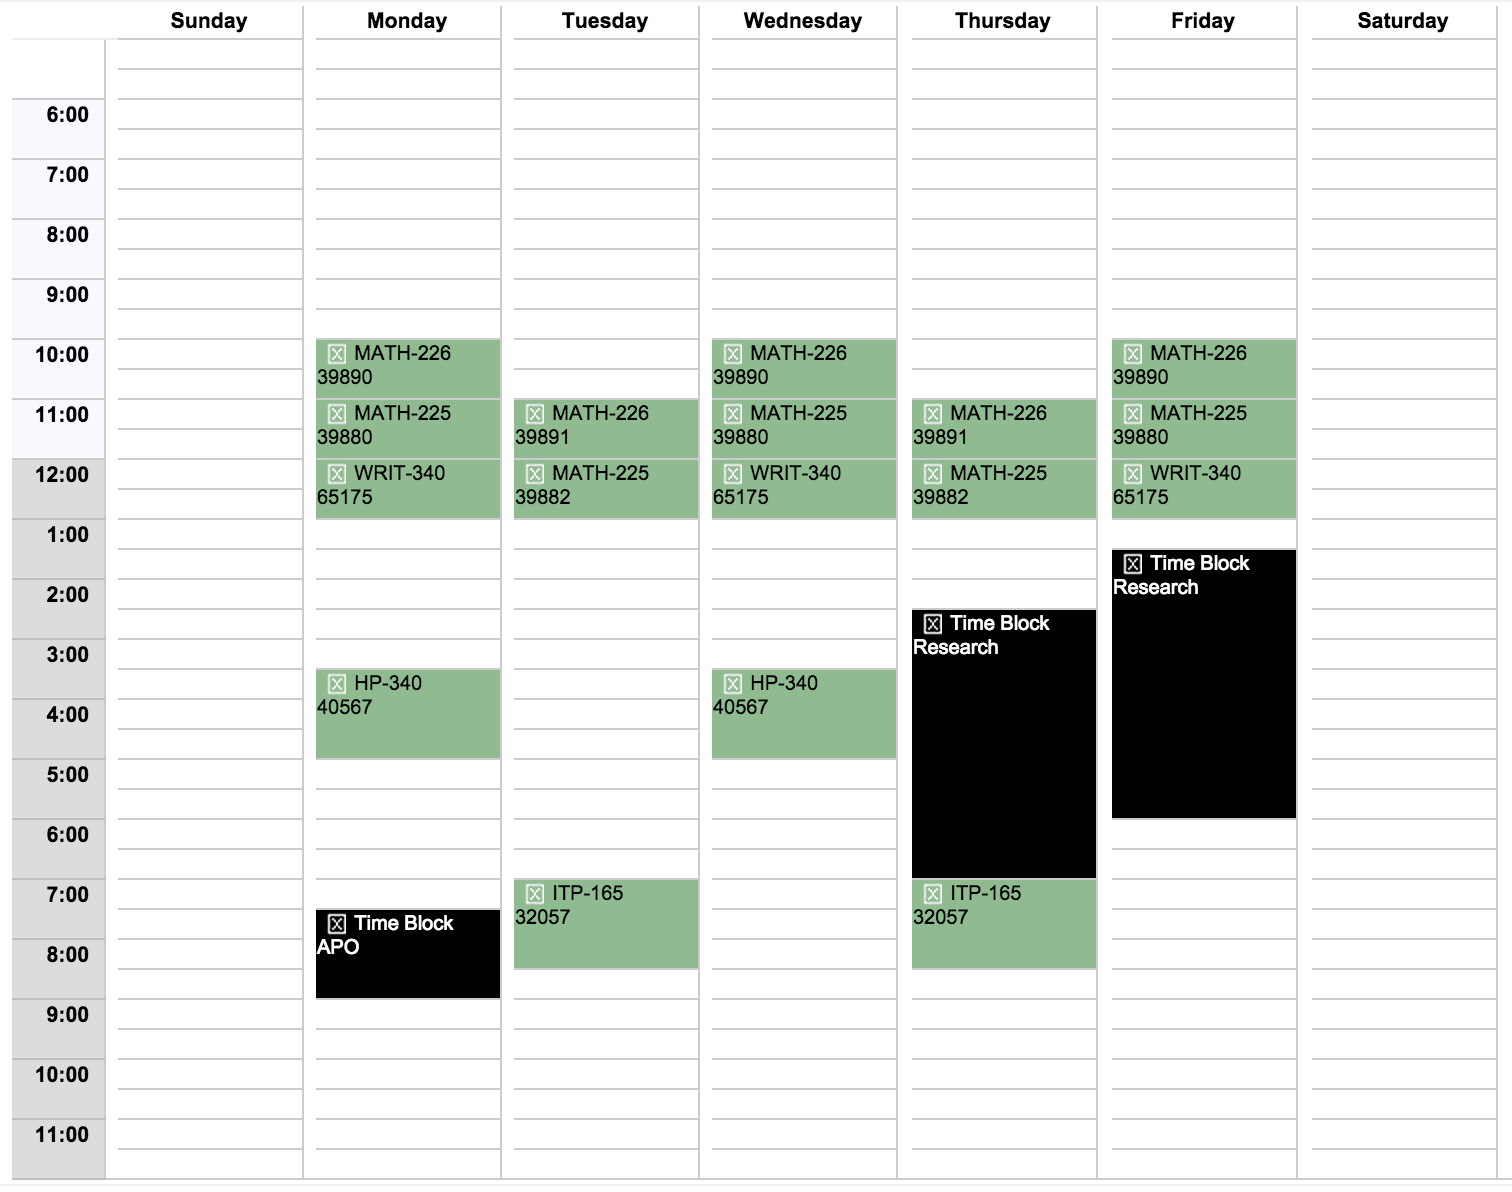 Sunday Monday Tuesday Wednesday Thursday Friday Saturday
6:00
7:00
8:00
9:00
10:00 MATH-226 MATH-226 MATH-226
39890 39890 39890
11:00 MATH-225 MATH-226 MATH-225 MATH-226 MATH-225
39880 39891 39880 39891 39880
12:00 WRIT-340 MATH-225 WRIT-340 MATH-225 WRIT-340
65175 39882 65175 39882 65175
1:00
Time Block
2:00 Research
Time Block
3:00 Research
HP-340 HP-340
4:00 40567 40567
5:00
6:00
7:00 ITP-165 ITP-165
32057 32057
Time Block
8:00 APO
9:00
10:00
11:00